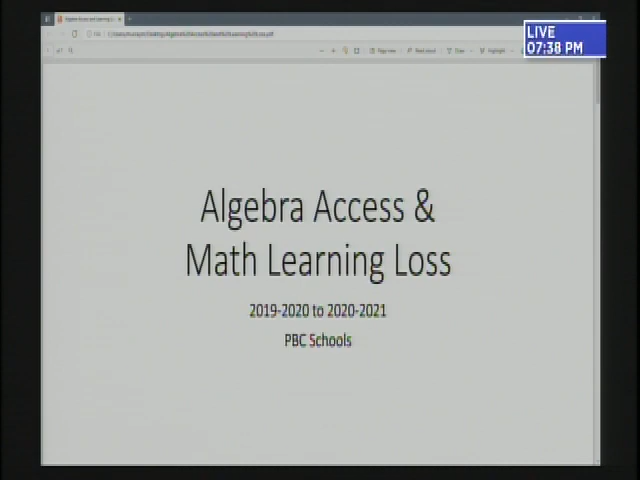 LIVE
07:38 PM
Algebra Access &
Math Learning Loss
2019-2020 to 2020-2021
PBC Schools